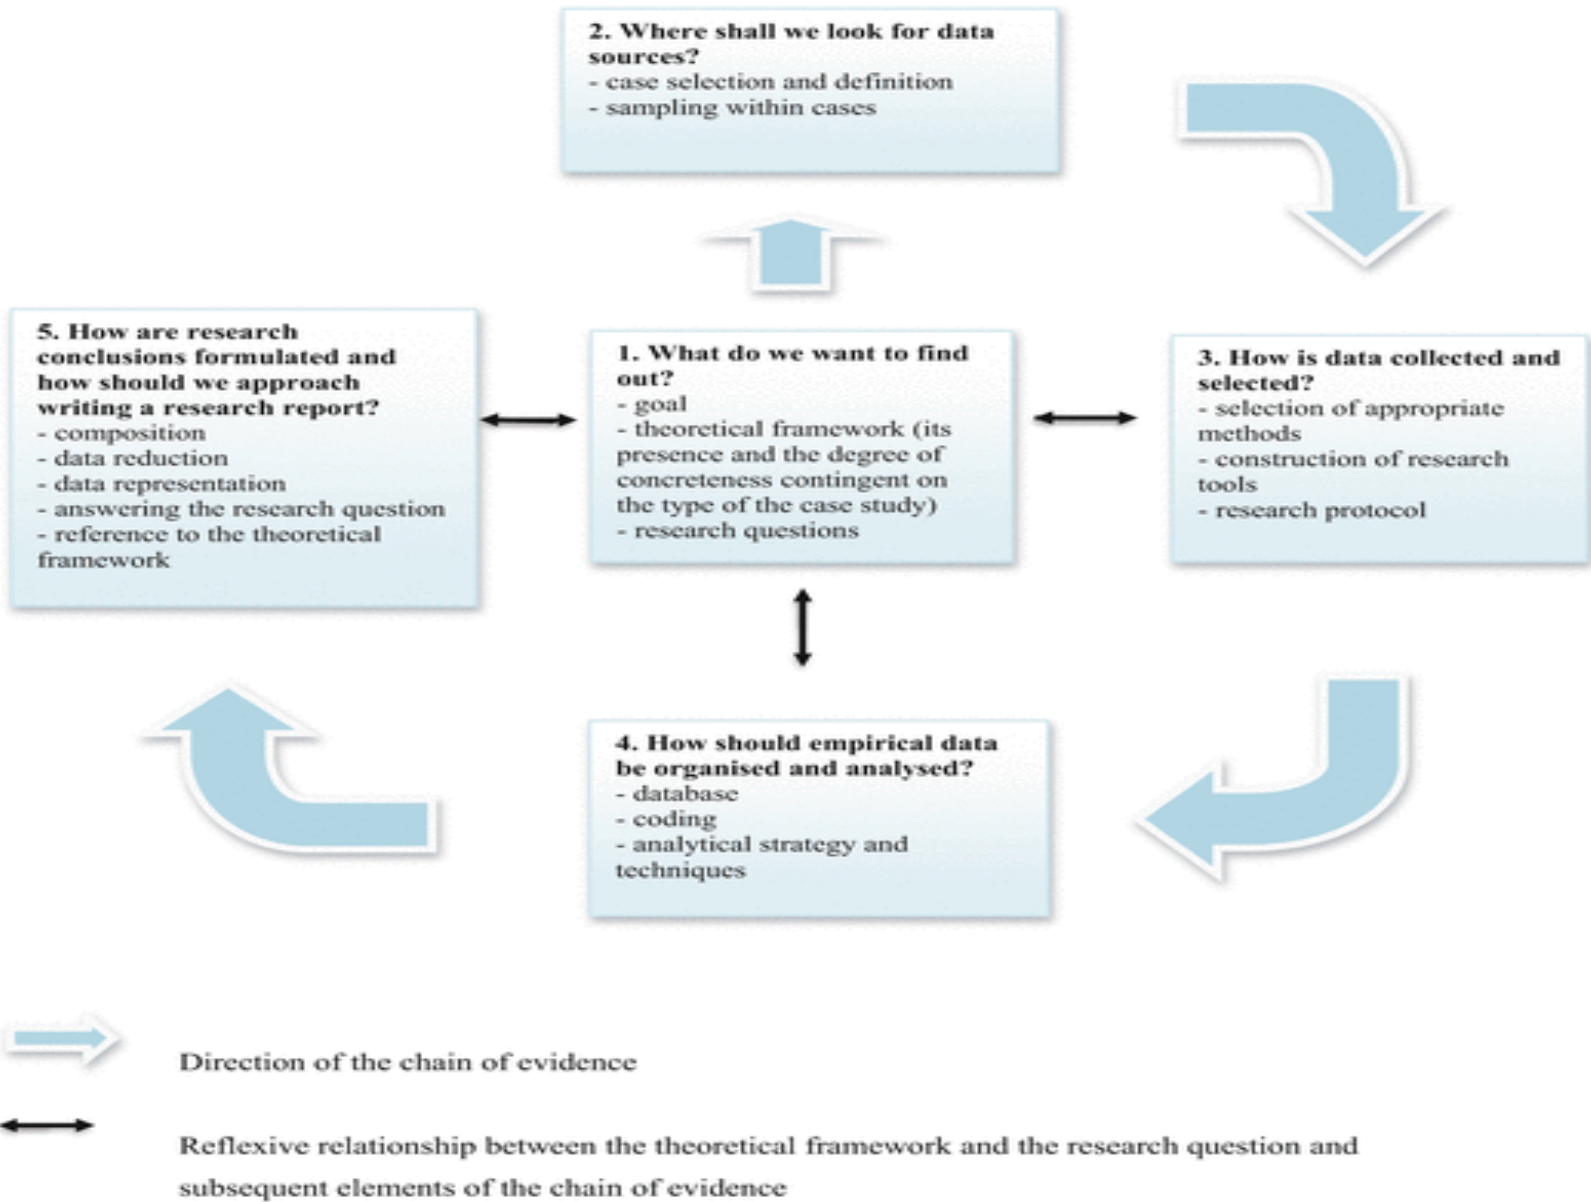 2. Where shall we look for data
sources?
- case selection and definition
- sampling within cases
5. How are research
conclusions formulated and
how should we approach
writing a research report?
- composition
- data reduction
- data representation
- answering the research question
- reference to the theoretical
framework
1. What do we want to find
out?
- goal
- theoretical framework (its
presence and the degree of
concreteness contingent on
the type of the case study)
- research questions
3. How is data collected and
selected?
- selection of appropriate
methods
- construction of research
tools
- research protocol
4. How should empirical data
be organised and analysed?
- database
- coding
- analytical strategy and
techniques
Direction of the chain of evidence
Reflexive relationship between the theoretical framework and the research question and
subsequent elements of the chain of evidence